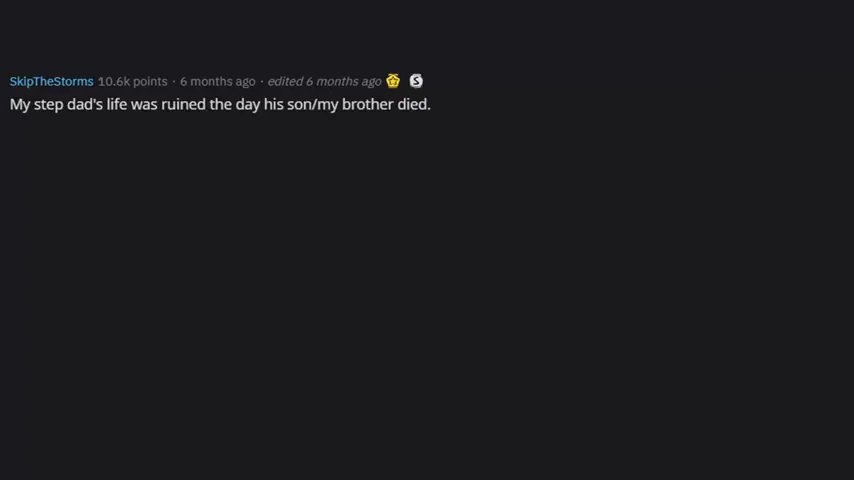 SkipTheStorms 10.6k points · 6 months ago · edited 6 months ago S
My step dad's life was ruined the day his son/my brother died.